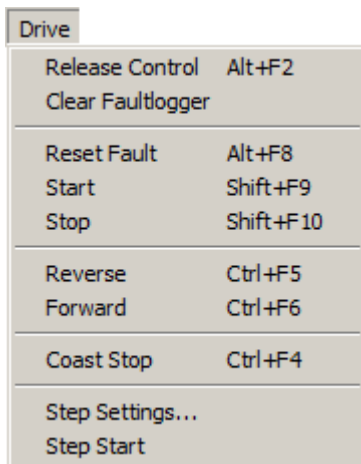 Drive
Release Control Alt+F2
Clear Faultlogger
Reset Fault Alt+F8
Start Shift+F9
Stop Shift+F10
Reverse Ctrl+F5
Forward Ctrl+F6
Coast Stop Ctrl+F4
Step Settings...
Step Start